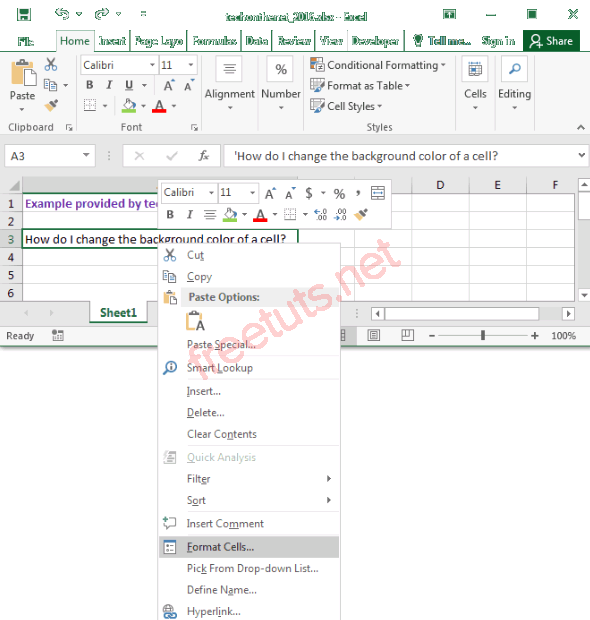 - Excel
File Home Insert Page Layo Formulas Data Review View Developer Tell me... Sign in Share
Calibri 11
Conditional Formatting
Format as Table
Cell Styles
Paste B I U A A Alignment Number Cells Editing
Clipboard Font Styles
A3 fx 'How do I change the background color of a cell?
Calibri 11 A A $ % ,
B I A .0 .00
D E F
1 Example provided by tec
2
3 How do I change the background color of a cell?
4
5
6
Cut
Copy
Paste Options:
Paste Special...
Smart Lookup
Insert...
Delete...
Clear Contents
Quick Analysis
Filter
Sort
Insert Comment
Format Cells...
Pick From Drop-down List...
Define Name...
Hyperlink...
Sheet1
Ready 100%
freetuts.net